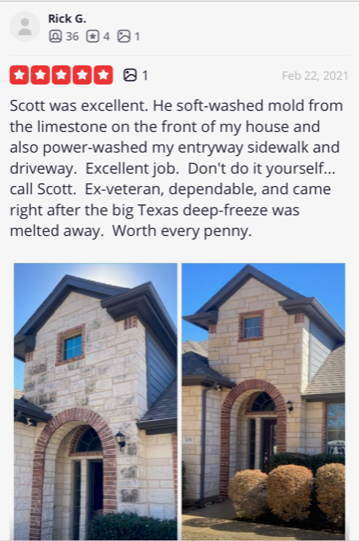 Rick G.
36 4 1
1 Feb 22, 2021
Scott was excellent. He soft-washed mold from
the limestone on the front of my house and
also power-washed my entryway sidewalk and
driveway.  Excellent job.  Don't do it yourself...
call Scott.  Ex-veteran, dependable, and came
right after the big Texas deep-freeze was
melted away.  Worth every penny.